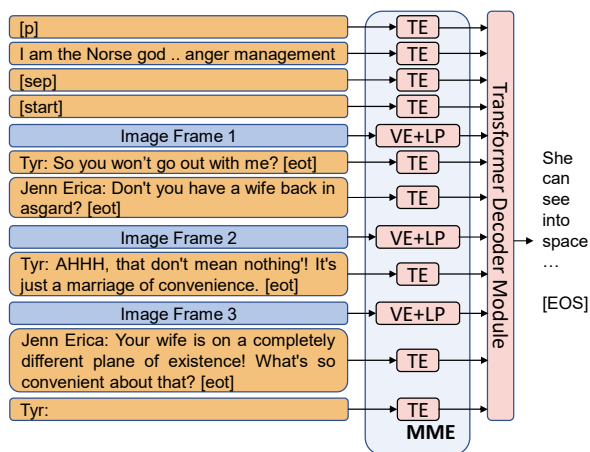 [p]
TE
I am the Norse god .. anger management
TE
[sep]
TE
[start]
TE
Image Frame 1
VE+LP
Tyr: So you won't go out with me? [eot]
TE
Jenn Erica: Don't you have a wife back in
asgard? [eot]
TE
Image Frame 2
VE+LP
Tyr: AHHH, that don't mean nothing'! It's
just a marriage of convenience. [eot]
TE
Image Frame 3
VE+LP
Jenn Erica: Your wife is on a completely
different plane of existence! What's so
convenient about that? [eot]
TE
Tyr:
TE
MME
Transformer Decoder Module
She
can
see
into
space
...
[EOS]